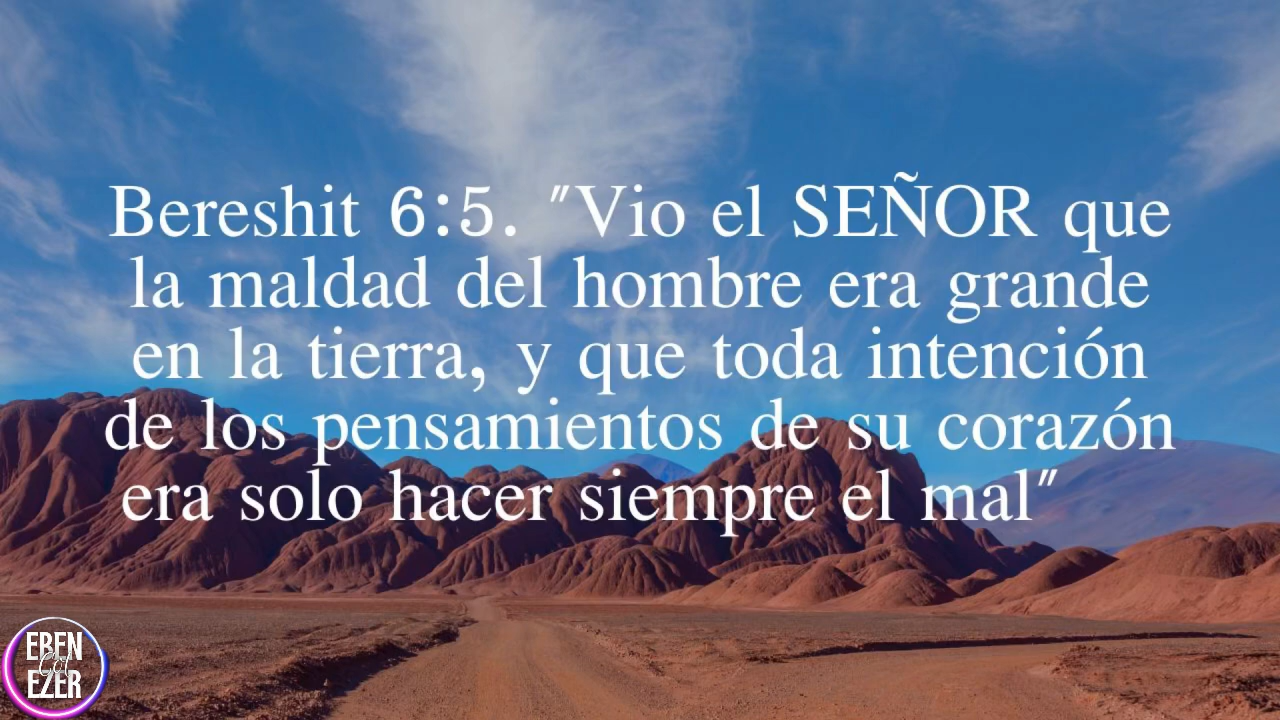 Bereshit 6:5. "Vio el SEÑOR que
la maldad del hombre era grande
en la tierra, y que toda intención
de los pensamientos de su corazón
era solo hacer siempre el mal"
EBEN
EZER